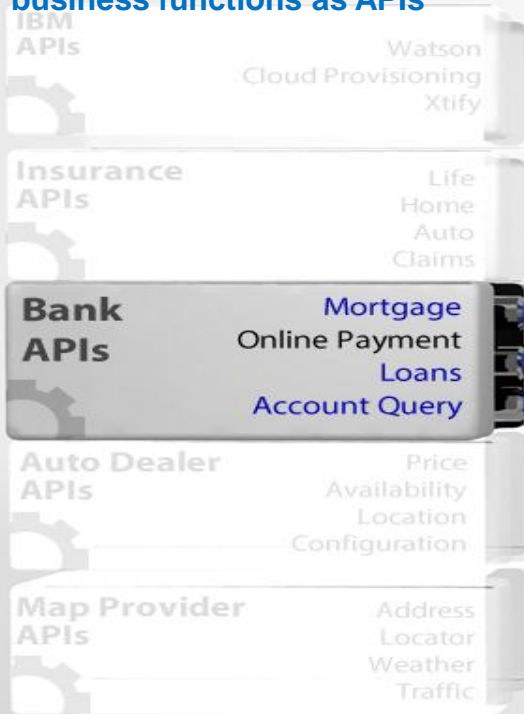 business functions as APIs
IBM
APIs
Watson
Cloud Provisioning
Xtify
Insurance
APIs
Life
Home
Auto
Claims
Bank
APIs
Mortgage
Online Payment
Loans
Account Query
Auto Dealer
APIs
Price
Availability
Location
Configuration
Map Provider
APIs
Address
Locator
Weather
Traffic